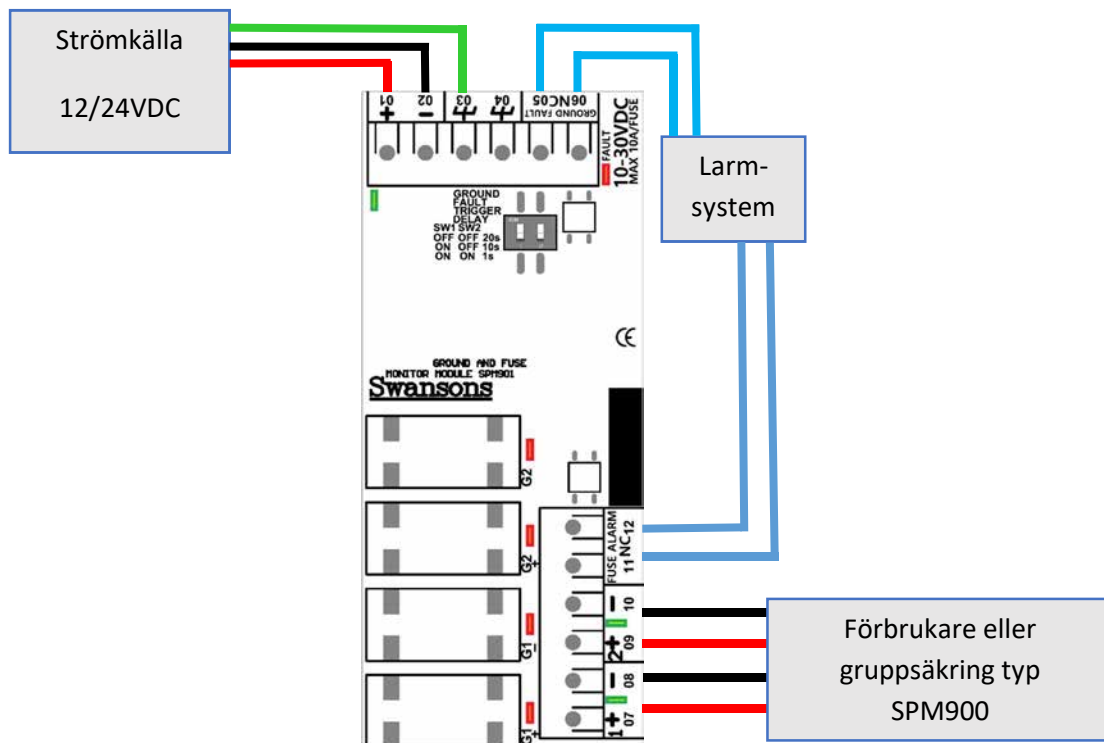 Strömkälla
12/24VDC
01 02 03 04 NC05 06
+ −
GROUND FAULT
FAULT
10-30VDC
MAX 10A/FUSE
Larm-
system
GROUND
FAULT
TRIGGER
DELAY
SW1 SW2
OFF OFF 20s
ON OFF 10s
ON ON 1s
CE
GROUND AND FUSE
MONITOR MODULE SPM901
Swansons
G2
G2 +
G1 −
G1 +
FUSE ALARM
11 NC 12
− 10
2 + 09
− 08
1 + 07
Förbrukare eller
gruppsäkring typ
SPM900